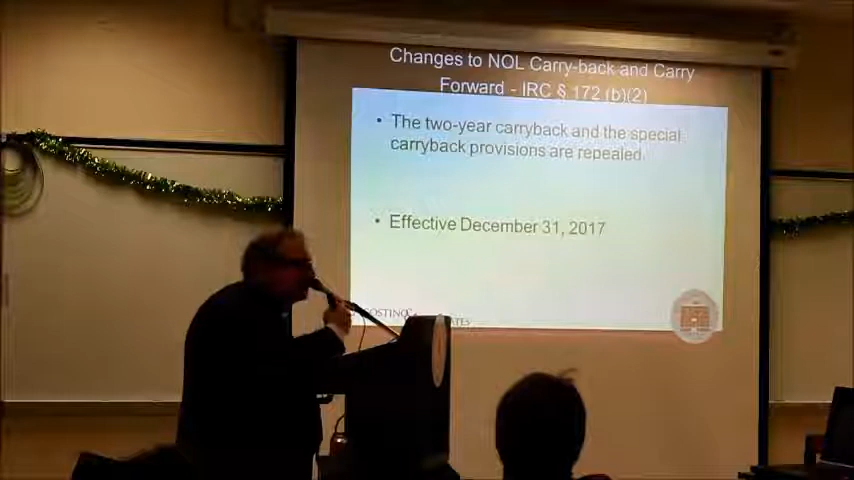 Changes to NOL Carry-back and Carry
Forward - IRC § 172 (b)(2)
• The two-year carryback and the special
carryback provisions are repealed.
• Effective December 31, 2017